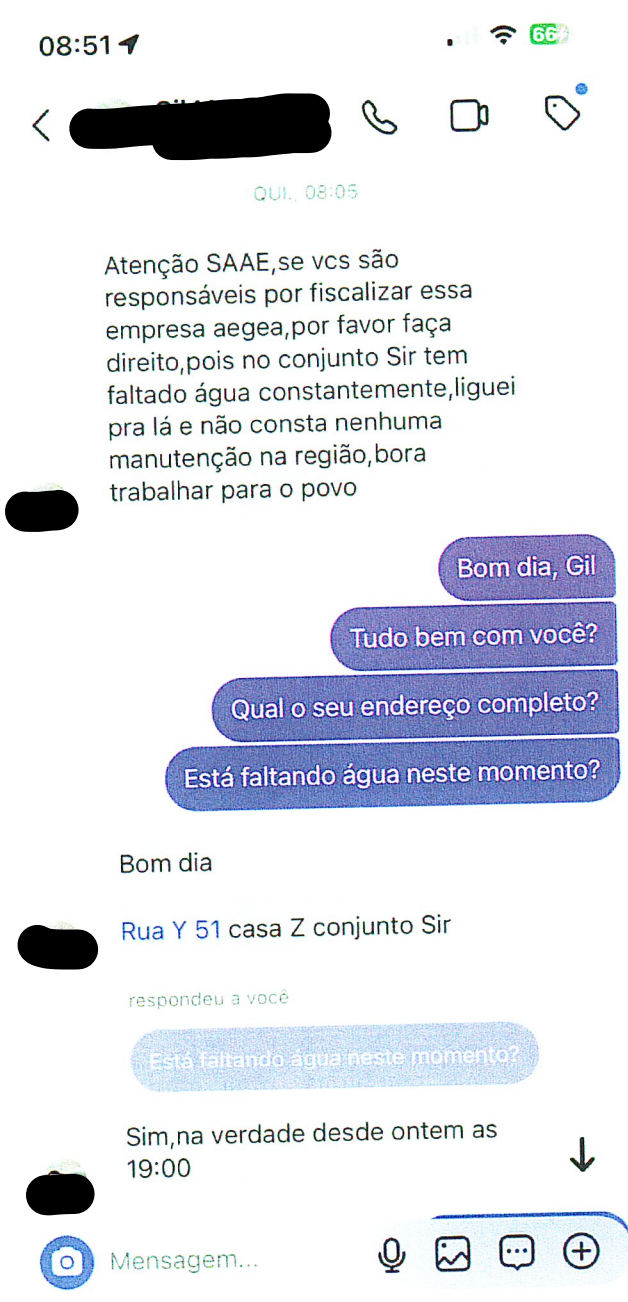 08:51
66
QUI., 08:05
Atenção SAAE,se vcs são
responsáveis por fiscalizar essa
empresa aegea,por favor faça
direito,pois no conjunto Sir tem
faltado água constantemente,liguei
pra lá e não consta nenhuma
manutenção na região,bora
trabalhar para o povo
Bom dia, Gil
Tudo bem com você?
Qual o seu endereço completo?
Está faltando água neste momento?
Bom dia
Rua Y 51 casa Z conjunto Sir
respondeu a você
Está faltando água neste momento?
Sim,na verdade desde ontem as
19:00
Mensagem...